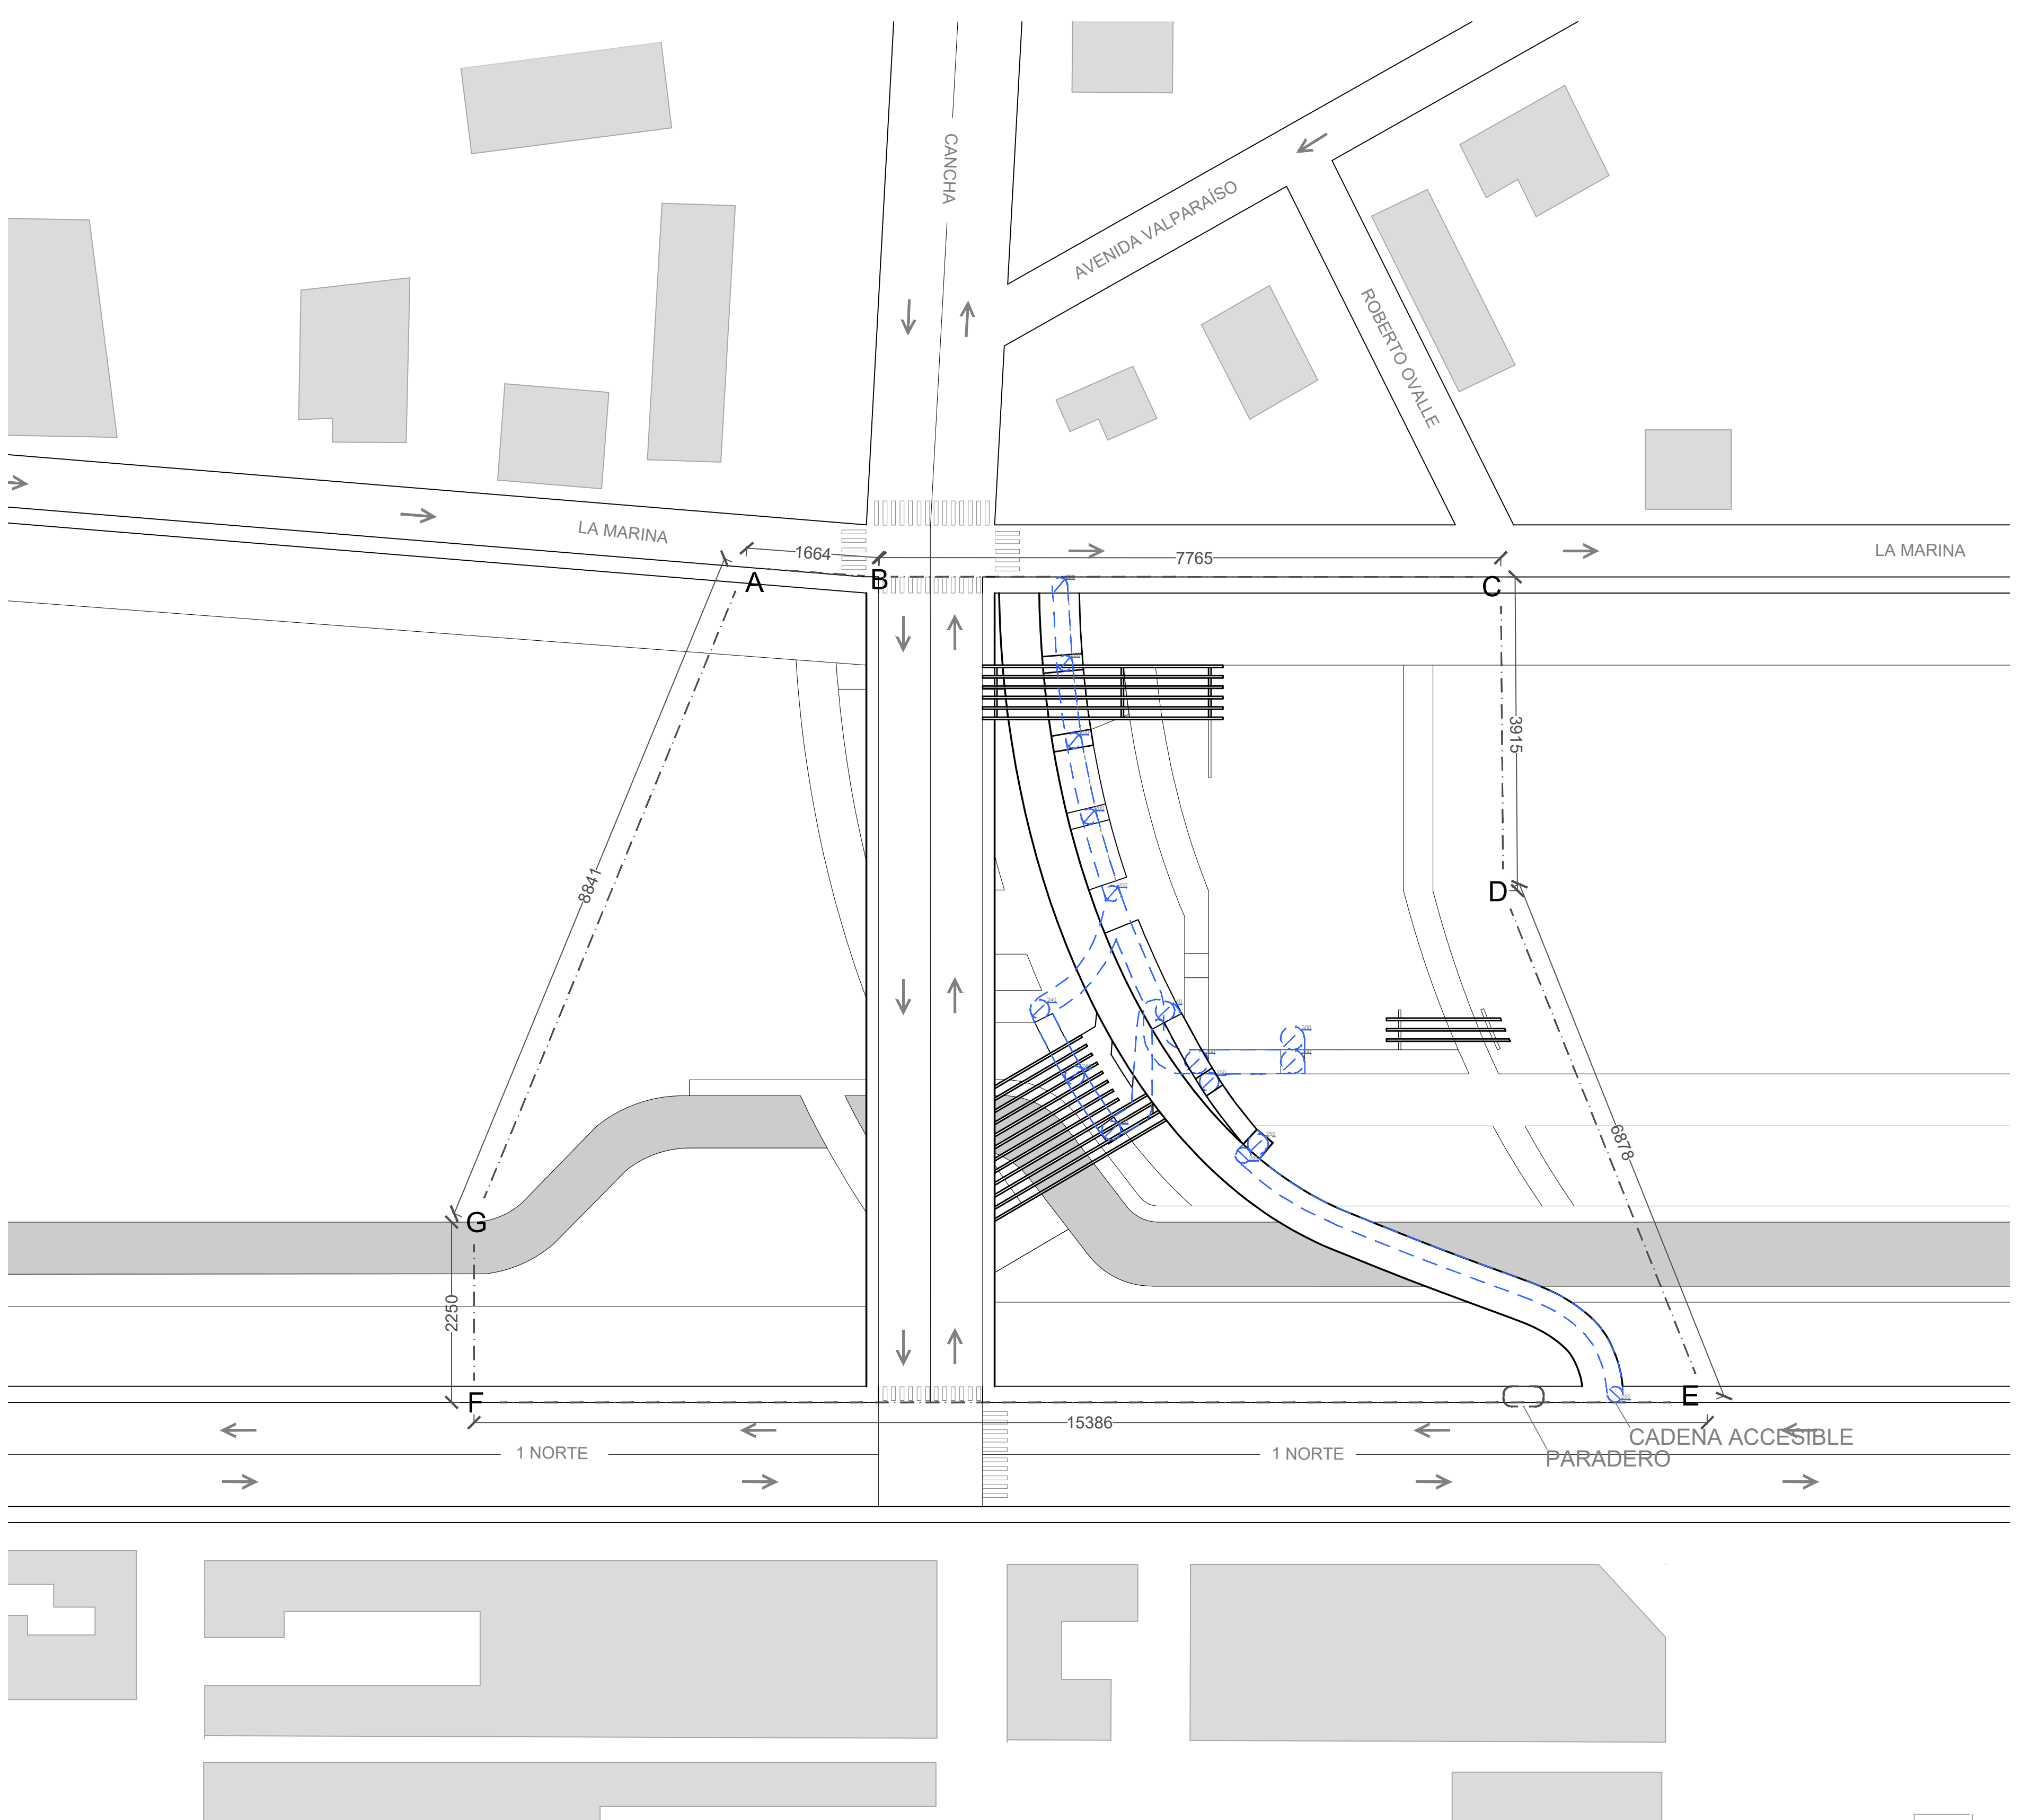 CANCHA
AVENIDA VALPARAÍSO
ROBERTO OVALLE
LA MARINA
1664
7765
LA MARINA
A
B
C
3915
8841
D
6878
G
2250
F
E
15386
CADENA ACCESIBLE
1 NORTE
1 NORTE
PARADERO